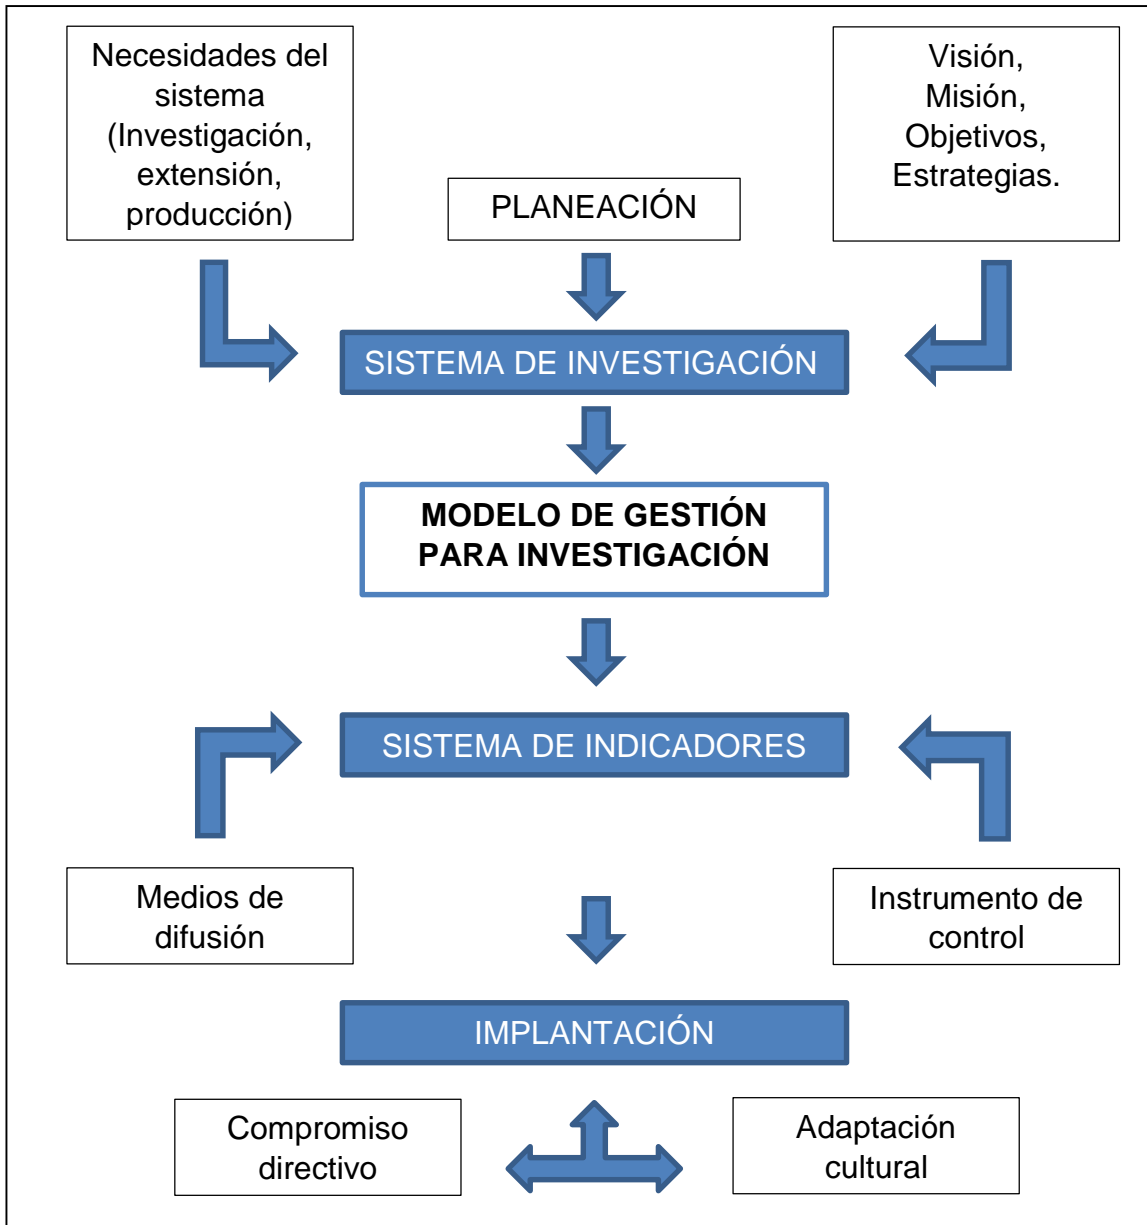 Necesidades del
sistema
(Investigación,
extensión,
producción)
PLANEACIÓN
Visión,
Misión,
Objetivos,
Estrategias.
SISTEMA DE INVESTIGACIÓN
MODELO DE GESTIÓN
PARA INVESTIGACIÓN
SISTEMA DE INDICADORES
Medios de
difusión
Instrumento de
control
IMPLANTACIÓN
Compromiso
directivo
Adaptación
cultural